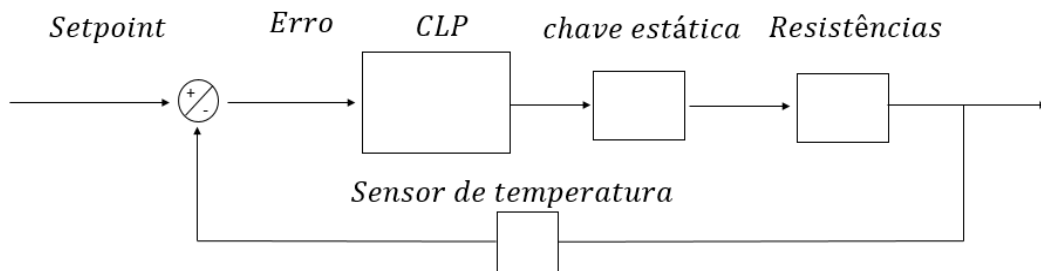 Setpoint
Erro
CLP
chave estática
Resistências
+
-
Sensor de temperatura